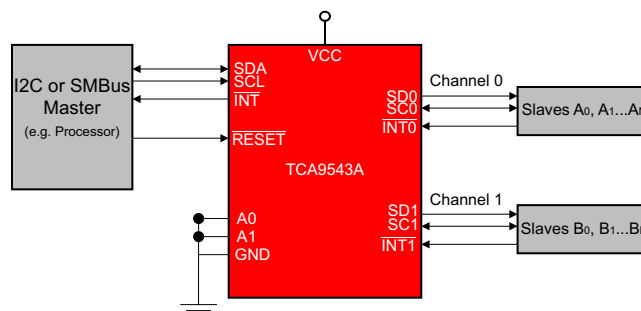 VCC
I2C or SMBus
Master
(e.g. Processor)
SDA
SCL
INT
RESET
TCA9543A
A0
A1
GND
Channel 0
SD0
SC0
INT0
Slaves A0, A1...
Channel 1
SD1
SC1
INT1
Slaves B0, B1...